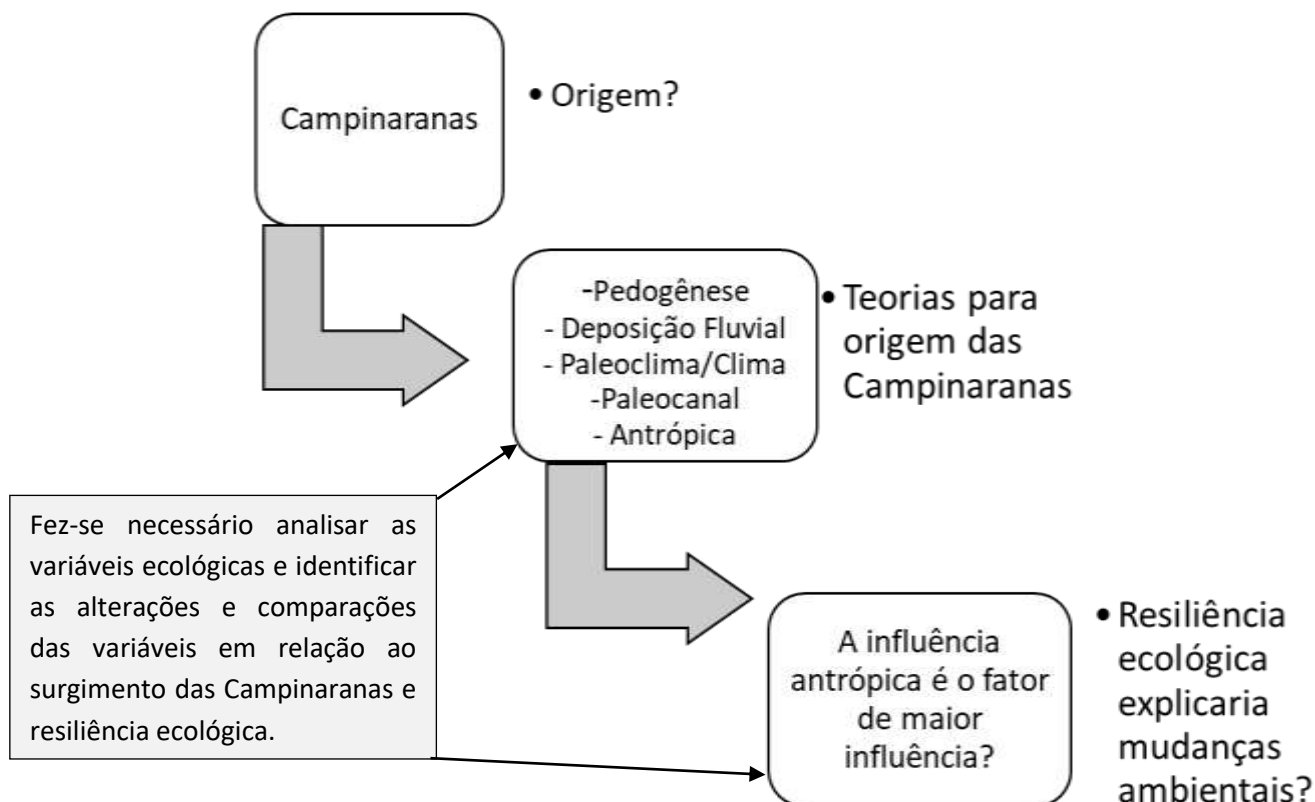 Campinaranas
• Origem?
-Pedogênese
- Deposição Fluvial
- Paleoclima/Clima
-Paleocanal
- Antrópica
• Teorias para
origem das
Campinaranas
Fez-se necessário analisar as
variáveis ecológicas e identificar
as alterações e comparações
das variáveis em relação ao
surgimento das Campinaranas e
resiliência ecológica.
A influência
antrópica é o fator
de maior
influência?
• Resiliência
ecológica
explicaria
mudanças
ambientais?